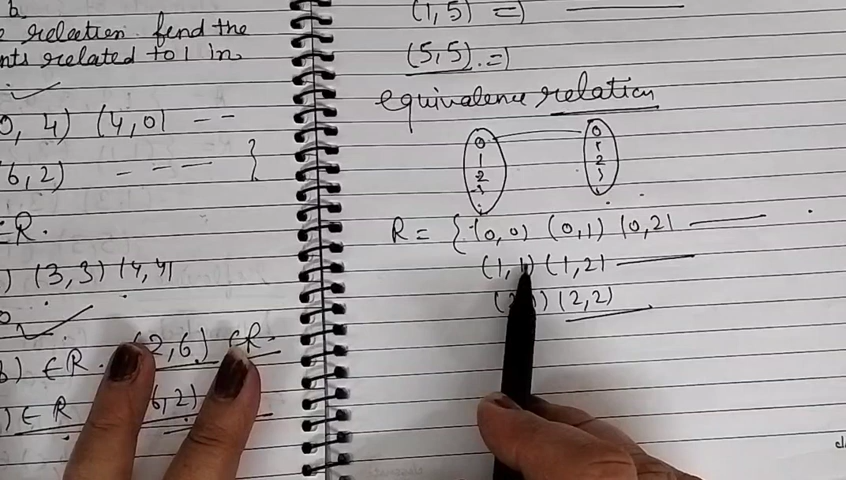 relation find the
related to 1 in
4) (4,0) - -
6,2) - - - }
∈ R.
(3,3) (4,4)
b) ∈ R. (2,6) ∈ R.
) ∈ R 6,2)
(1,5) =)
(5,5) =)
equivalence relation
0 0
1 1
2 2
3 3
R = { (0,0) (0,1) (0,2)
(1,1) (1,2)
(2,2)